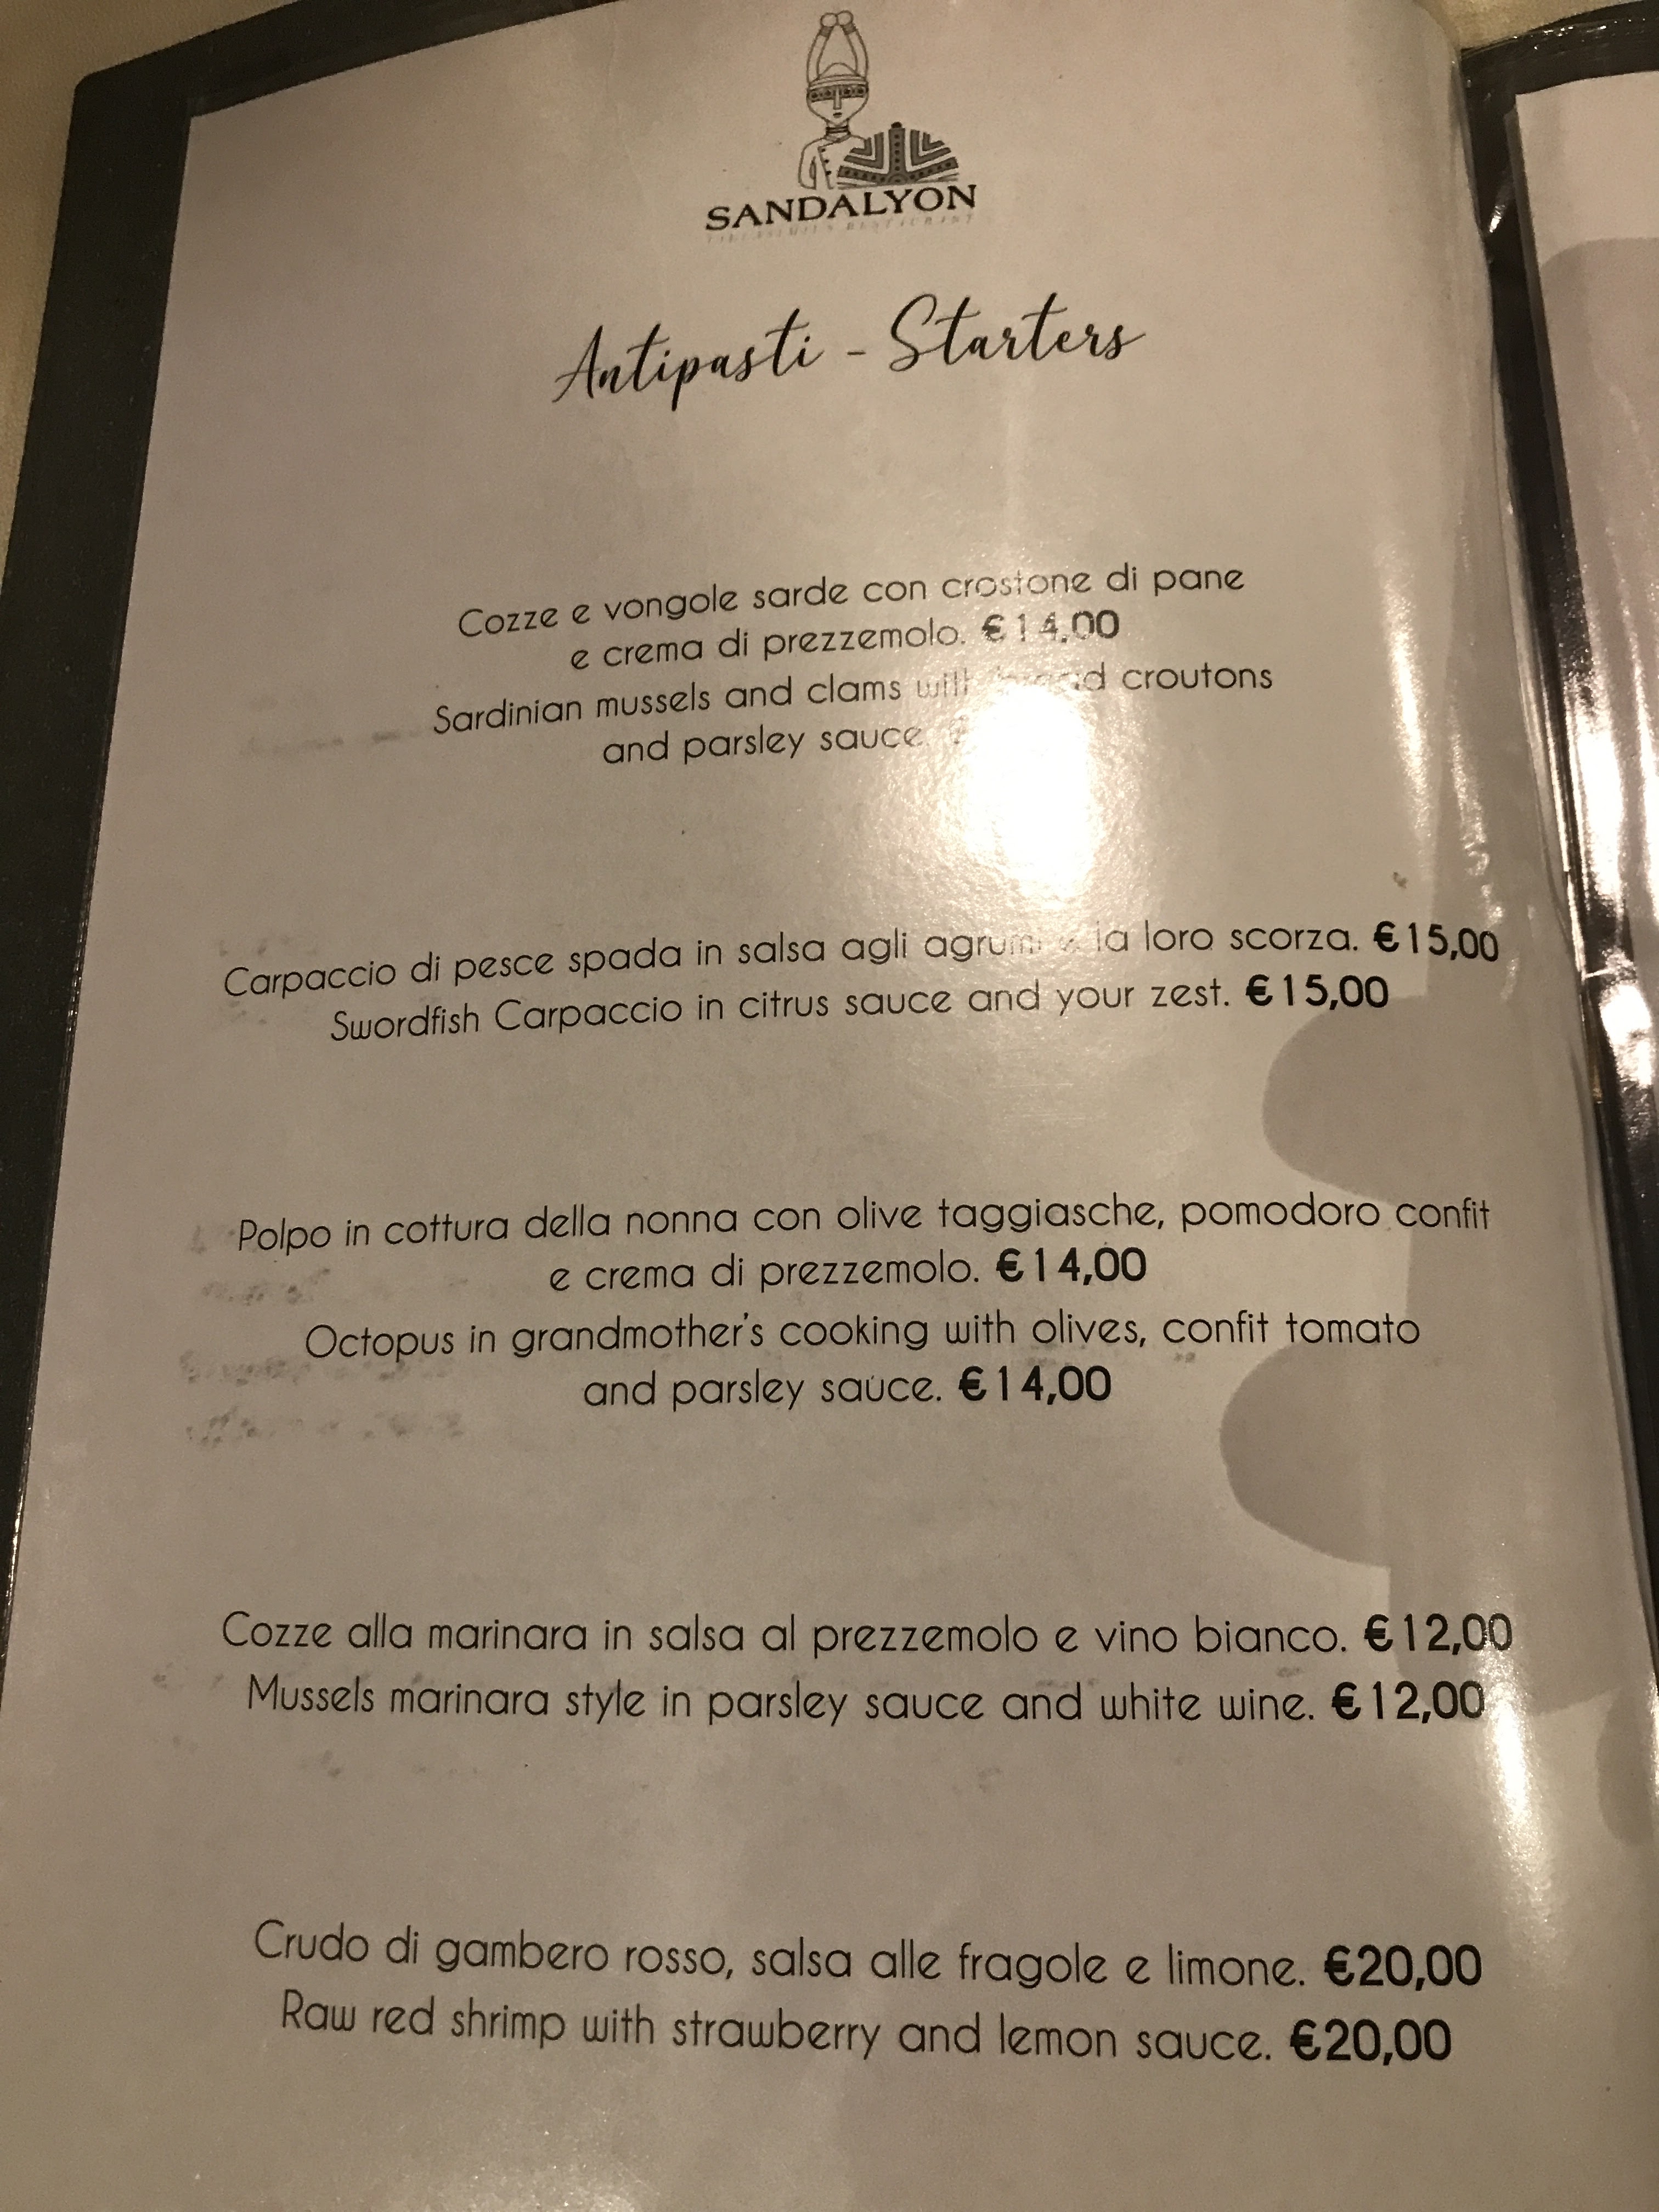 SANDALYON
Antipasti - Starters
Cozze e vongole sarde con crostone di pane
e crema di prezzemolo. €14,00
Sardinian mussels and clams with bread croutons
and parsley sauce.
Carpaccio di pesce spada in salsa agli agrumi e la loro scorza. €15,00
Swordfish Carpaccio in citrus sauce and your zest. €15,00
Polpo in cottura della nonna con olive taggiasche, pomodoro confit
e crema di prezzemolo. €14,00
Octopus in grandmother's cooking with olives, confit tomato
and parsley sauce. €14,00
Cozze alla marinara in salsa al prezzemolo e vino bianco. €12,00
Mussels marinara style in parsley sauce and white wine. €12,00
Crudo di gambero rosso, salsa alle fragole e limone. €20,00
Raw red shrimp with strawberry and lemon sauce. €20,00